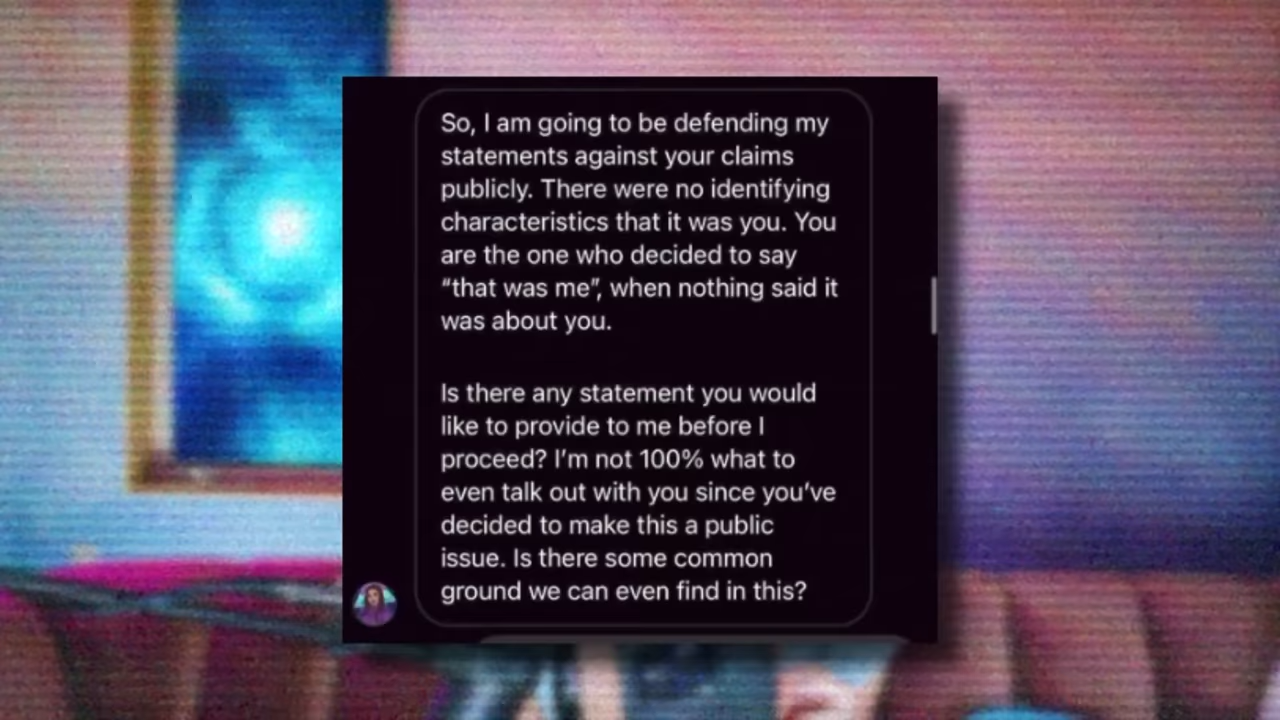 So, I am going to be defending my
statements against your claims
publicly. There were no identifying
characteristics that it was you. You
are the one who decided to say
“that was me”, when nothing said it
was about you.
Is there any statement you would
like to provide to me before I
proceed? I’m not 100% what to
even talk out with you since you’ve
decided to make this a public
issue. Is there some common
ground we can even find in this?